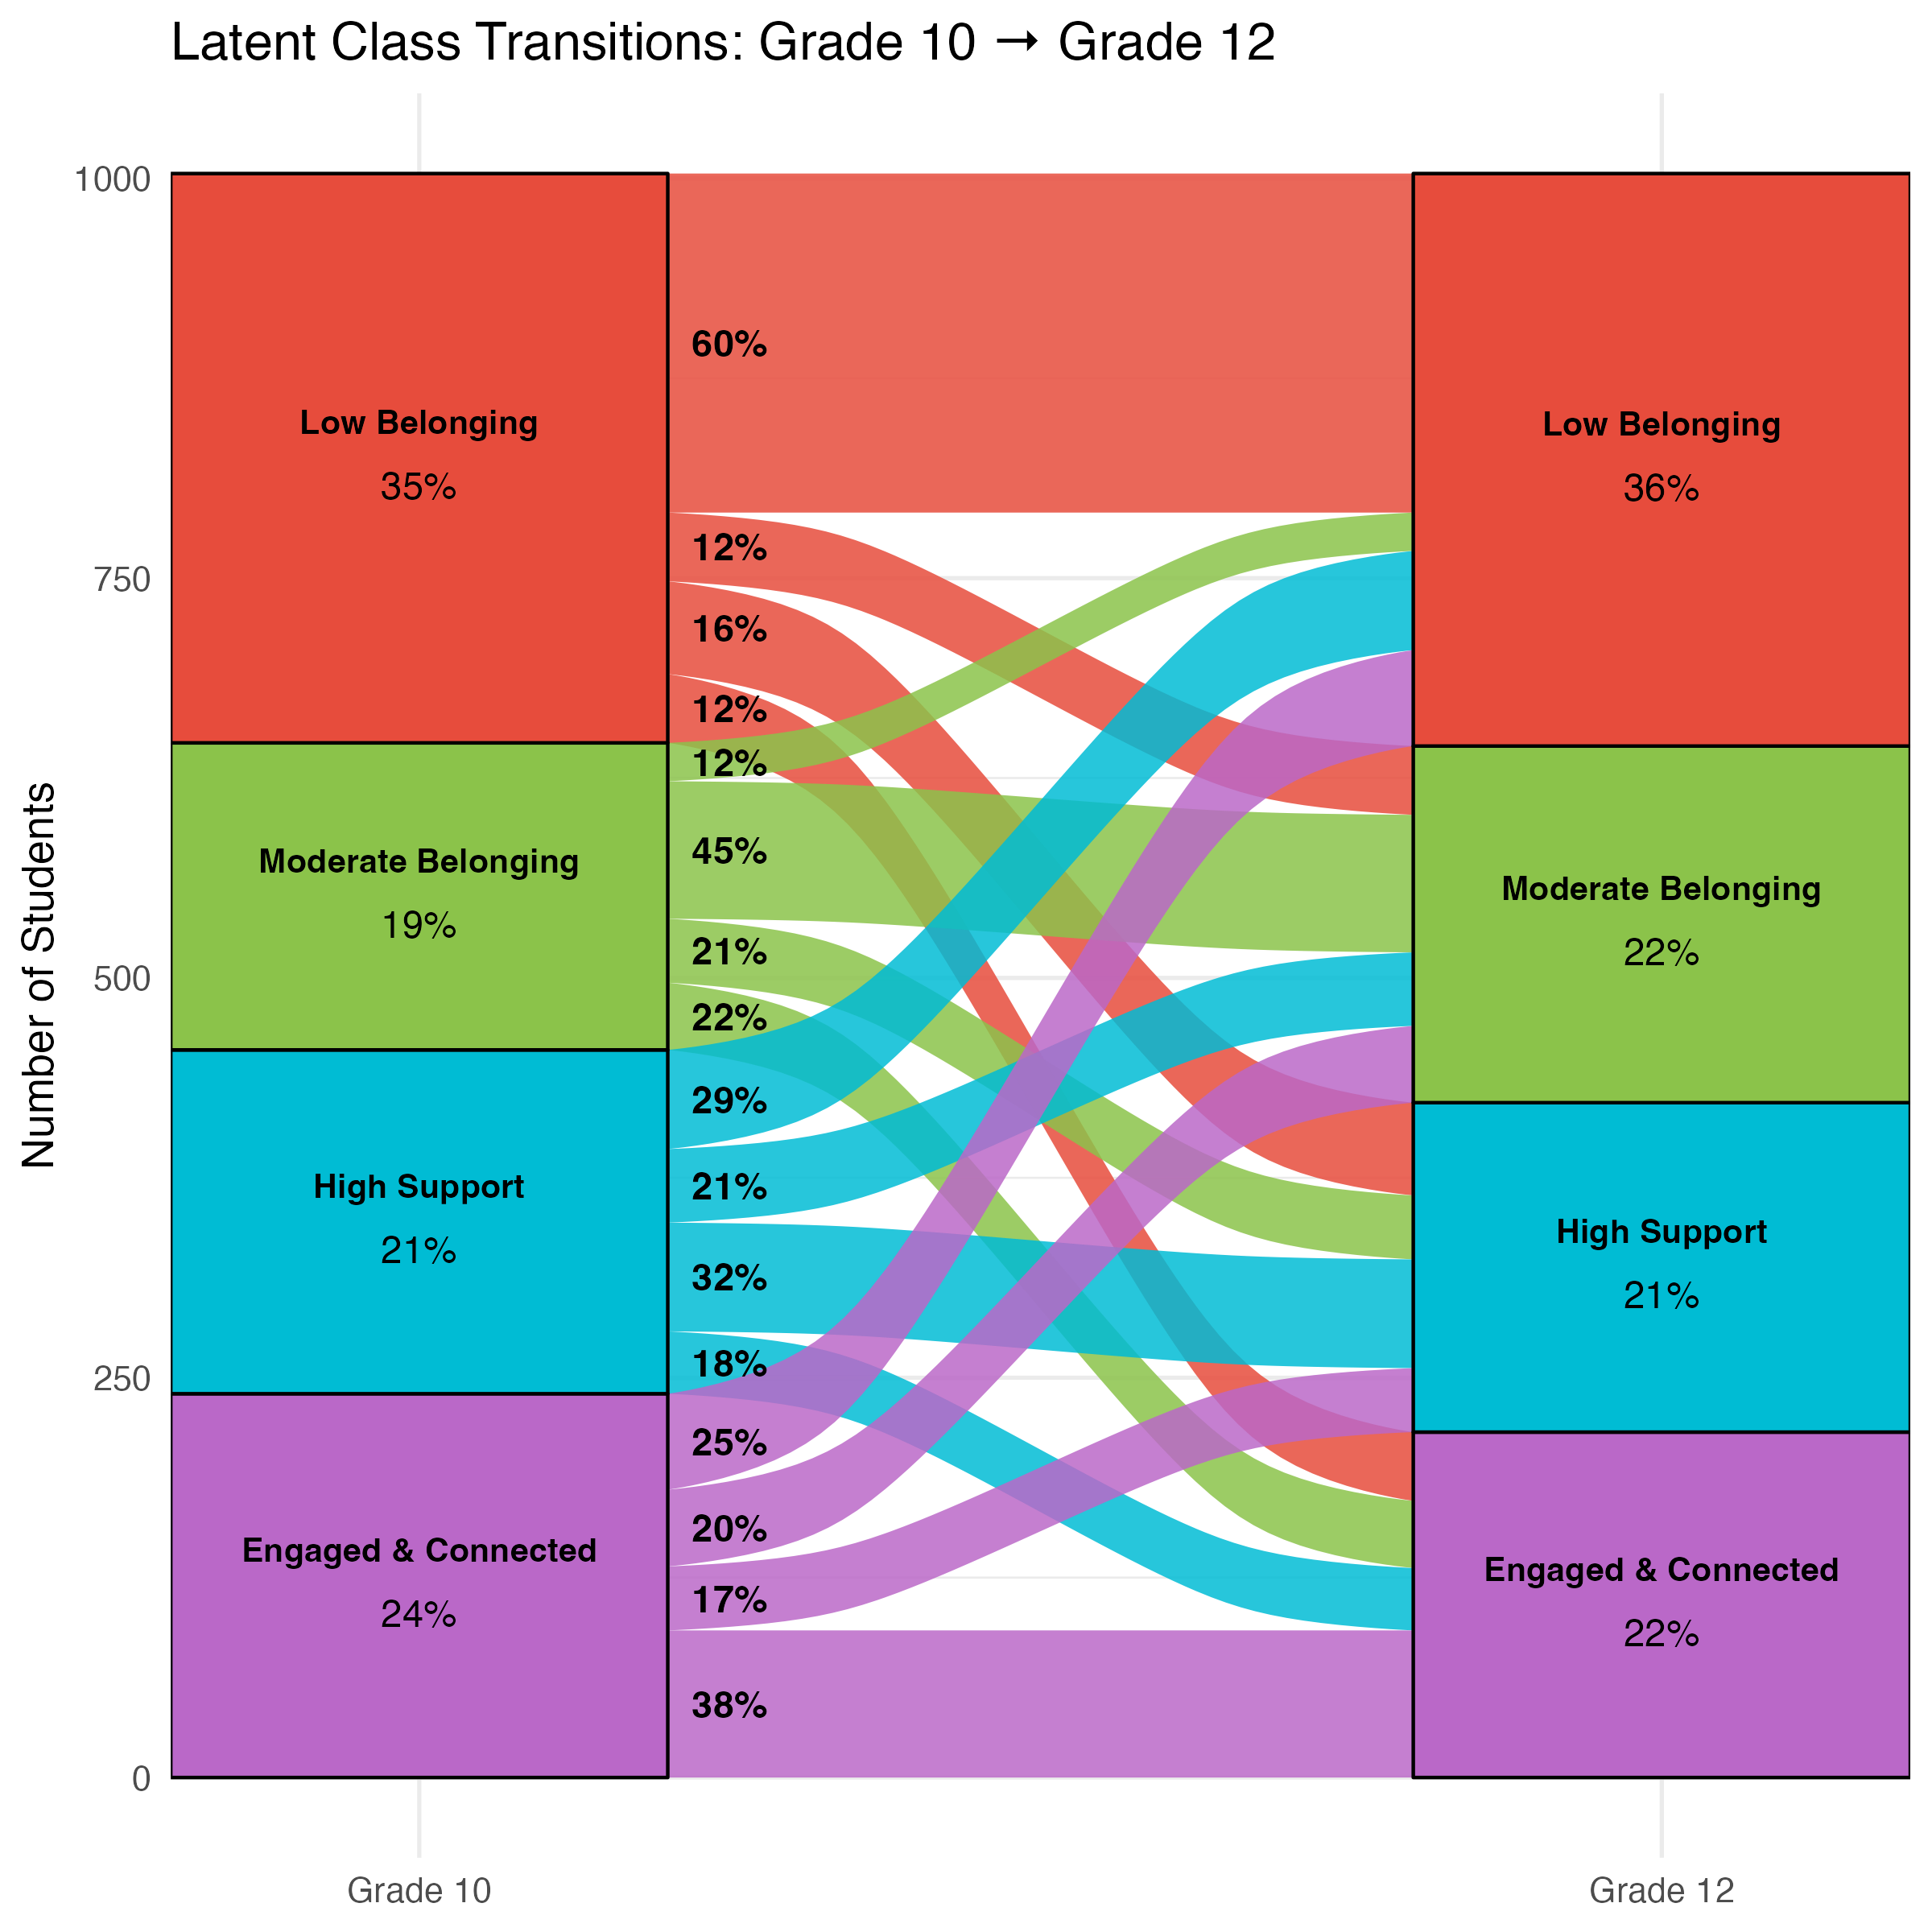 Latent Class Transitions: Grade 10 → Grade 12
Number of Students
1000
750
500
250
0
Low Belonging
35%
Moderate Belonging
19%
High Support
21%
Engaged & Connected
24%
60%
12%
16%
12%
12%
45%
21%
22%
29%
21%
32%
18%
25%
20%
17%
38%
Low Belonging
36%
Moderate Belonging
22%
High Support
21%
Engaged & Connected
22%
Grade 10
Grade 12